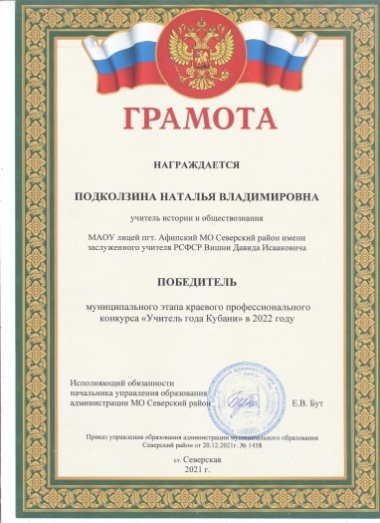 ГРАМОТА
НАГРАЖДАЕТСЯ
ПОДКОЛЗИНА НАТАЛЬЯ ВЛАДИМИРОВНА
учитель истории и обществознания
МАОУ лицей пгт. Афипский МО Северский район имени
заслуженного учителя РСФСР Вишни Давида Исааковича
ПОБЕДИТЕЛЬ
муниципального этапа краевого профессионального
конкурса «Учитель года Кубани» в 2022 году
Исполняющий обязанности
начальника управления образования
администрации МО Северский район
Е.В. Бут
Приказ управления образования администрации муниципального образования
Северский район от 20.12.2021г. № 1458
ст. Северская
2021 г.